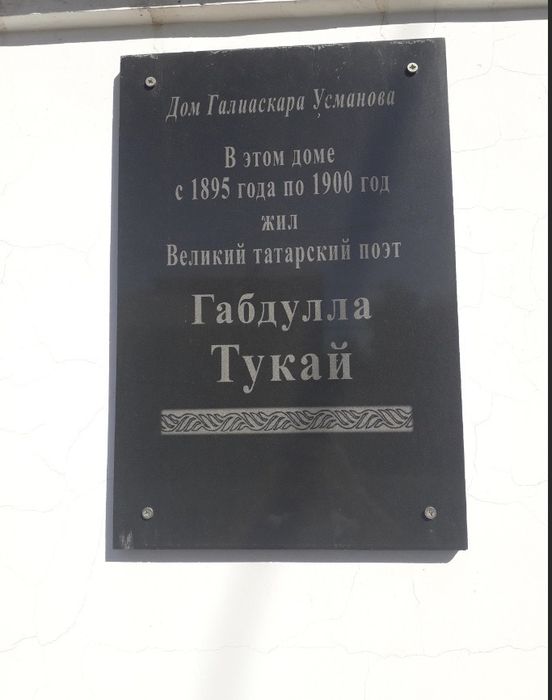 Дом Галиаскара Усманова
В этом доме
с 1895 года по 1900 год
жил
Великий татарский поэт
Габдулла
Тукай